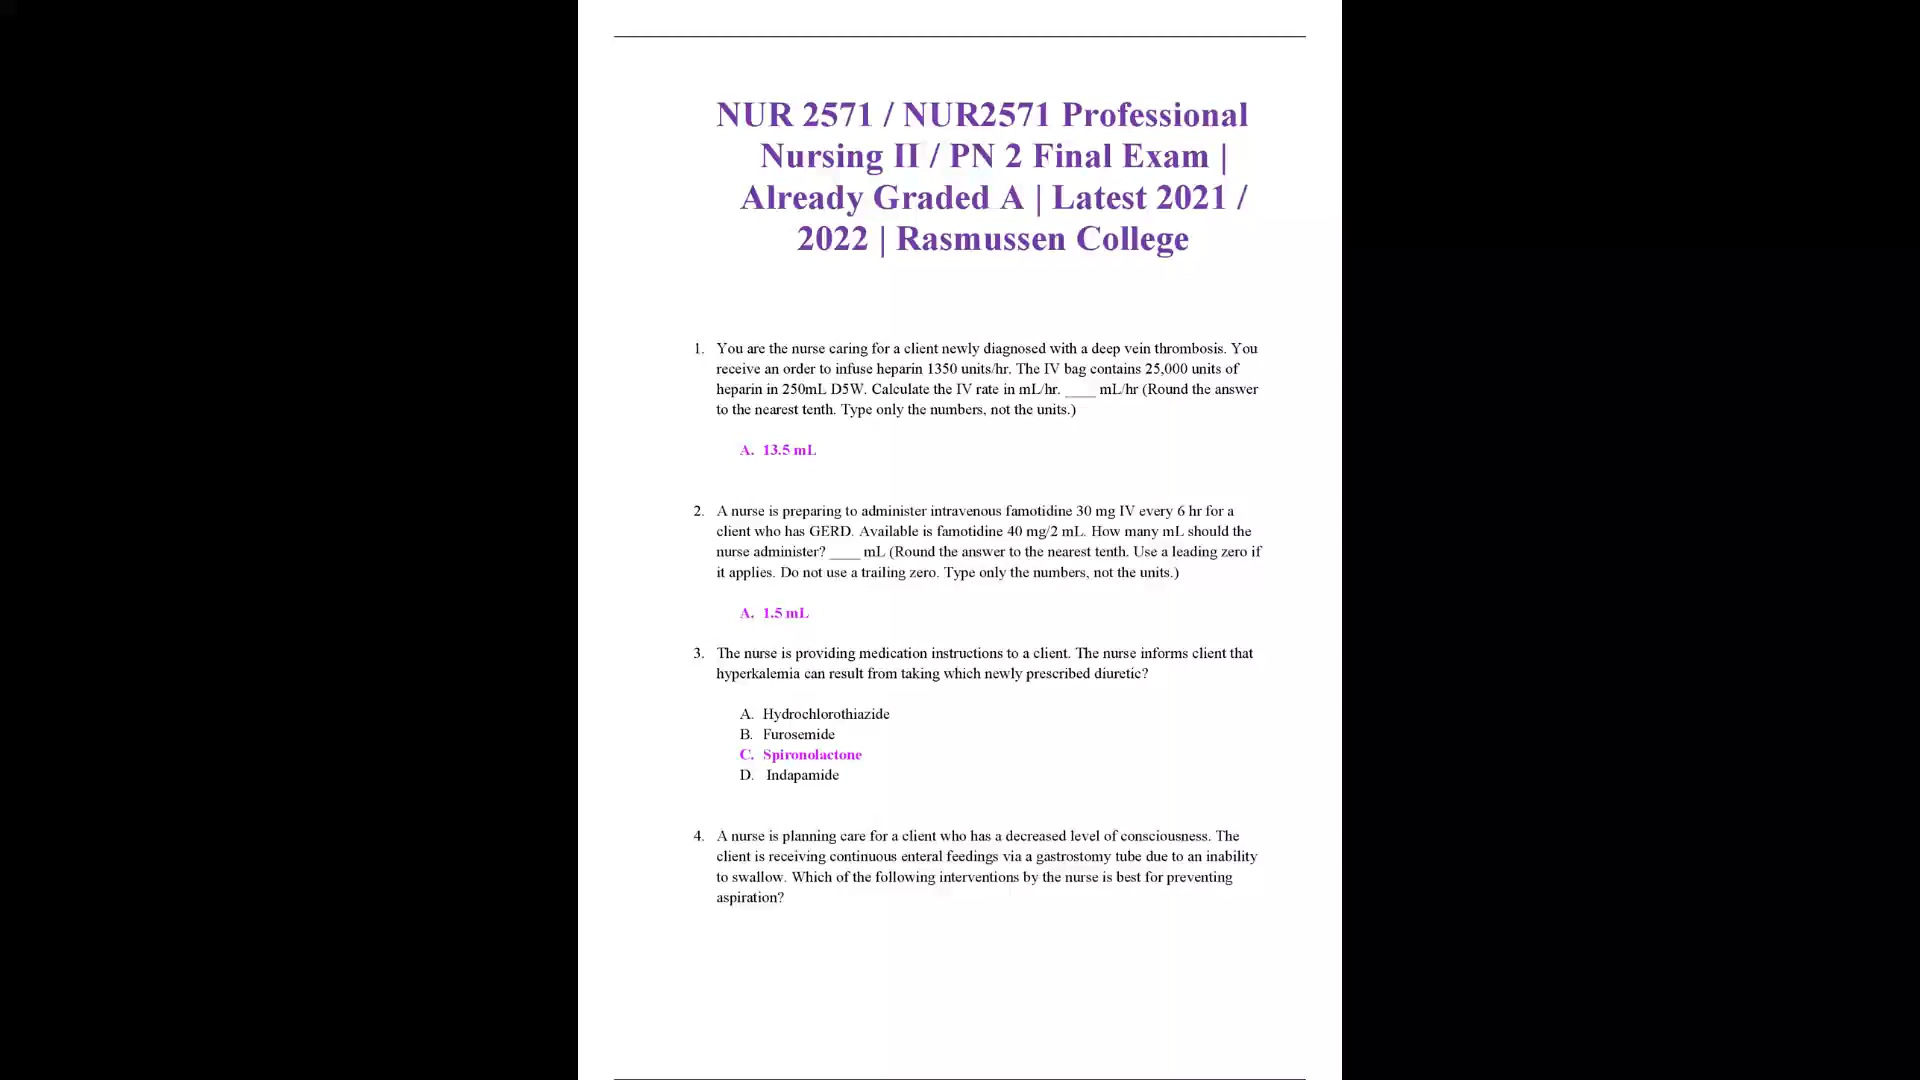 NUR 2571 / NUR2571 Professional
Nursing II / PN 2 Final Exam |
Already Graded A | Latest 2021 /
2022 | Rasmussen College
1. You are the nurse caring for a client newly diagnosed with a deep vein thrombosis. You
receive an order to infuse heparin 1350 units/hr. The IV bag contains 25,000 units of
heparin in 250mL D5W. Calculate the IV rate in mL/hr. ____ mL/hr (Round the answer
to the nearest tenth. Type only the numbers, not the units.)
A. 13.5 mL
2. A nurse is preparing to administer intravenous famotidine 30 mg IV every 6 hr for a
client who has GERD. Available is famotidine 40 mg/2 mL. How many mL should the
nurse administer? ____ mL (Round the answer to the nearest tenth. Use a leading zero if
it applies. Do not use a trailing zero. Type only the numbers, not the units.)
A. 1.5 mL
3. The nurse is providing medication instructions to a client. The nurse informs client that
hyperkalemia can result from taking which newly prescribed diuretic?
A. Hydrochlorothiazide
B. Furosemide
C. Spironolactone
D. Indapamide
4. A nurse is planning care for a client who has a decreased level of consciousness. The
client is receiving continuous enteral feedings via a gastrostomy tube due to an inability
to swallow. Which of the following interventions by the nurse is best for preventing
aspiration?